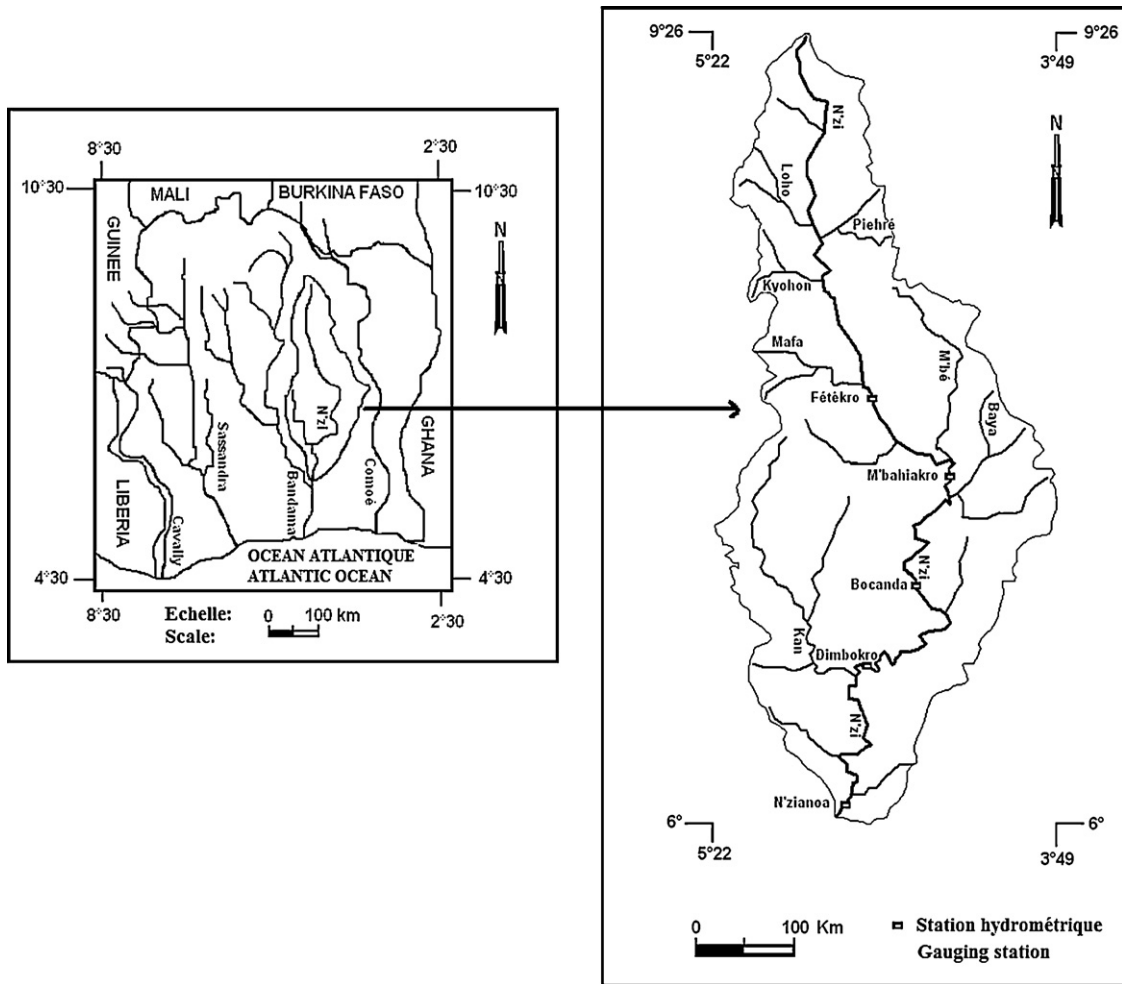 8°30
2°30
10°30
10°30
MALI
BURKINA FASO
GUINEE
N
N'zi
GHANA
Sassandra
Bandama
Comoé
LIBERIA
Cavally
OCEAN ATLANTIQUE
ATLANTIC OCEAN
4°30
4°30
8°30
2°30
Echelle:
Scale:
0
100 km
9°26
9°26
5°22
3°49
N
N'zi
Loho
Piehré
Kyohon
Mafa
M'bé
Fétèkro
Baya
M'bahiakro
N'zi
Bocanda
Kan
Dimbokro
N'zi
N'zianoa
6°
6°
5°22
3°49
0
100 Km
Station hydrométrique
Gauging station